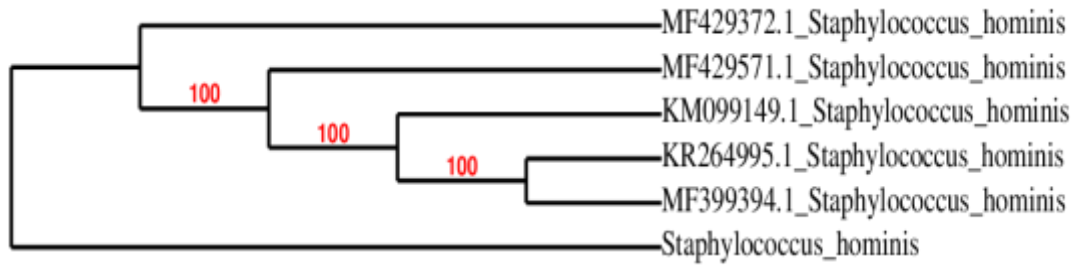 MF429372.1_Staphylococcus_hominis
MF429571.1_Staphylococcus_hominis
100
KM099149.1_Staphylococcus_hominis
100
KR264995.1_Staphylococcus_hominis
100
MF399394.1_Staphylococcus_hominis
Staphylococcus_hominis